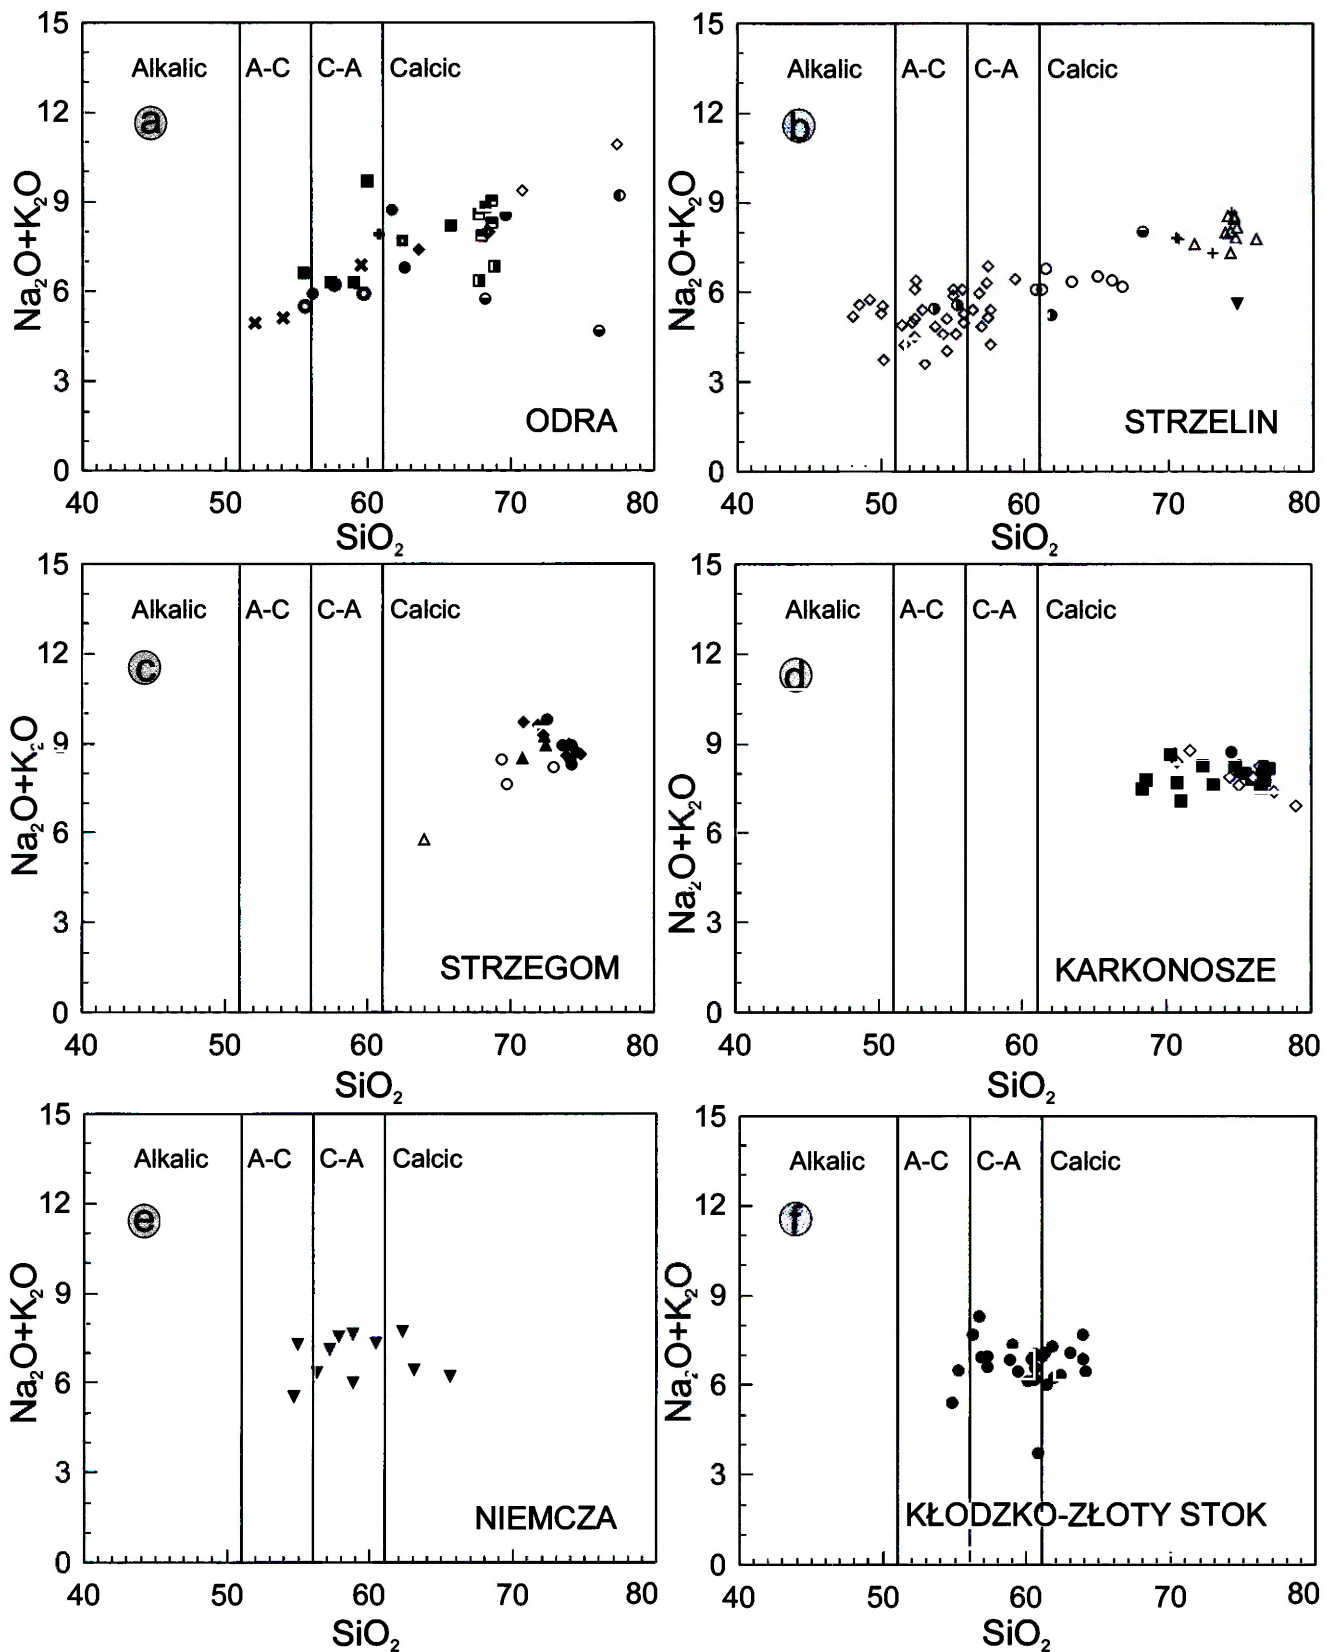 15
Alkalic A-C C-A Calcic
12
a
9
6
3
0
Na₂O+K₂O
ODRA
40 50 60 70 80
SiO₂
15
Alkalic A-C C-A Calcic
12
b
9
6
3
0
Na₂O+K₂O
STRZELIN
40 50 60 70 80
SiO₂
15
Alkalic A-C C-A Calcic
12
c
9
6
3
0
Na₂O+K₂O
STRZEGOM
40 50 60 70 80
SiO₂
15
Alkalic A-C C-A Calcic
12
d
9
6
3
0
Na₂O+K₂O
KARKONOSZE
40 50 60 70 80
SiO₂
15
Alkalic A-C C-A Calcic
12
e
9
6
3
0
Na₂O+K₂O
NIEMCZA
40 50 60 70 80
SiO₂
15
Alkalic A-C C-A Calcic
12
f
9
6
3
0
Na₂O+K₂O
KŁODZKO-ZŁOTY STOK
40 50 60 70 80
SiO₂